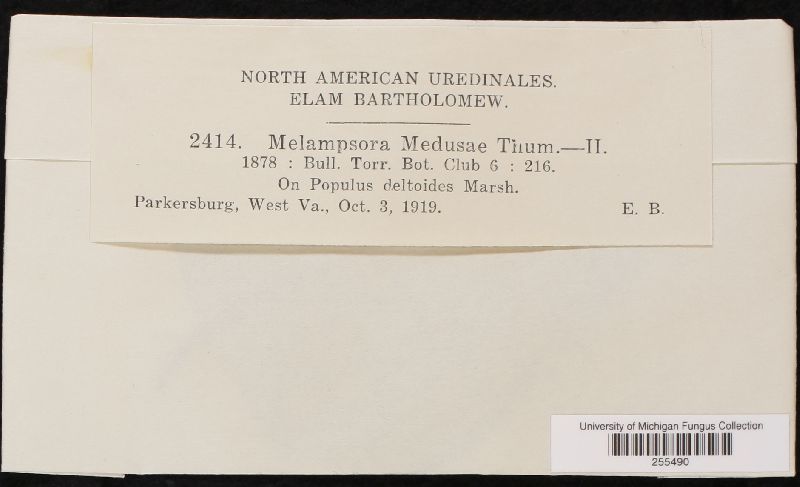 NORTH AMERICAN UREDINALES.
ELAM BARTHOLOMEW.
2414. Melampsora Medusae Thum.—II.
1878 : Bull. Torr. Bot. Club 6 : 216.
On Populus deltoides Marsh.
Parkersburg, West Va., Oct. 3, 1919. E. B.
University of Michigan Fungus Collection
255490